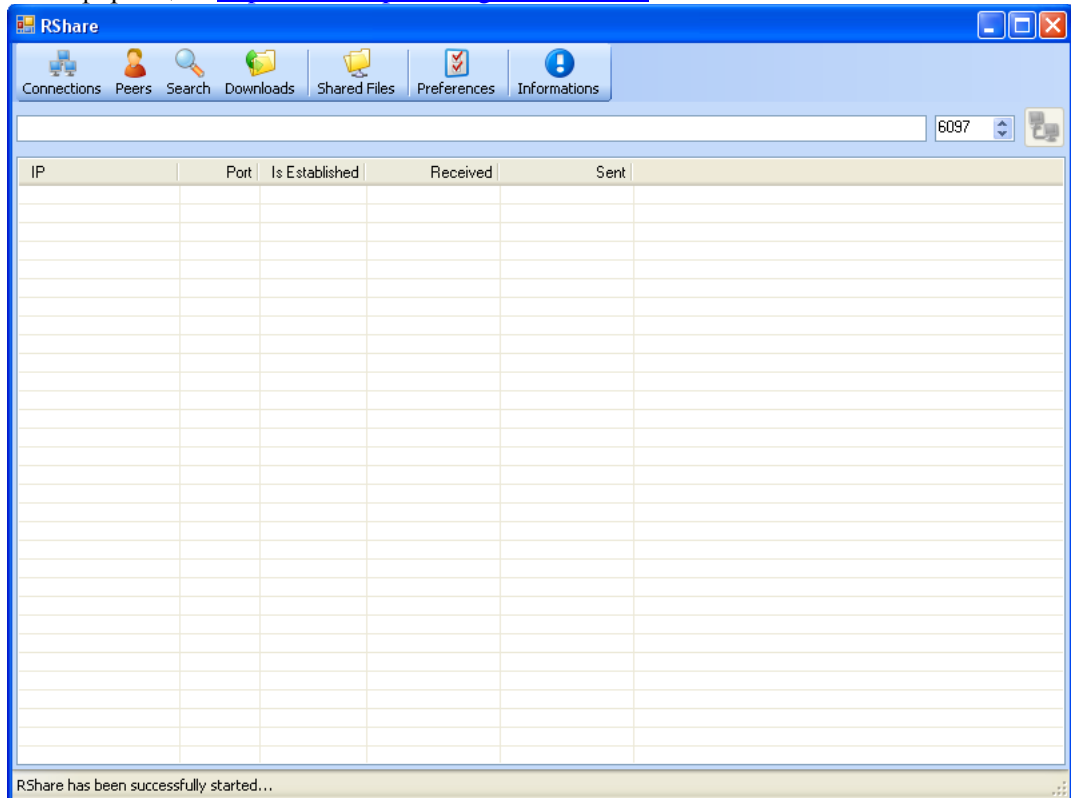 RShare
Connections Peers Search Downloads Shared Files Preferences Informations
6097
IP Port Is Established Received Sent
RShare has been successfully started...